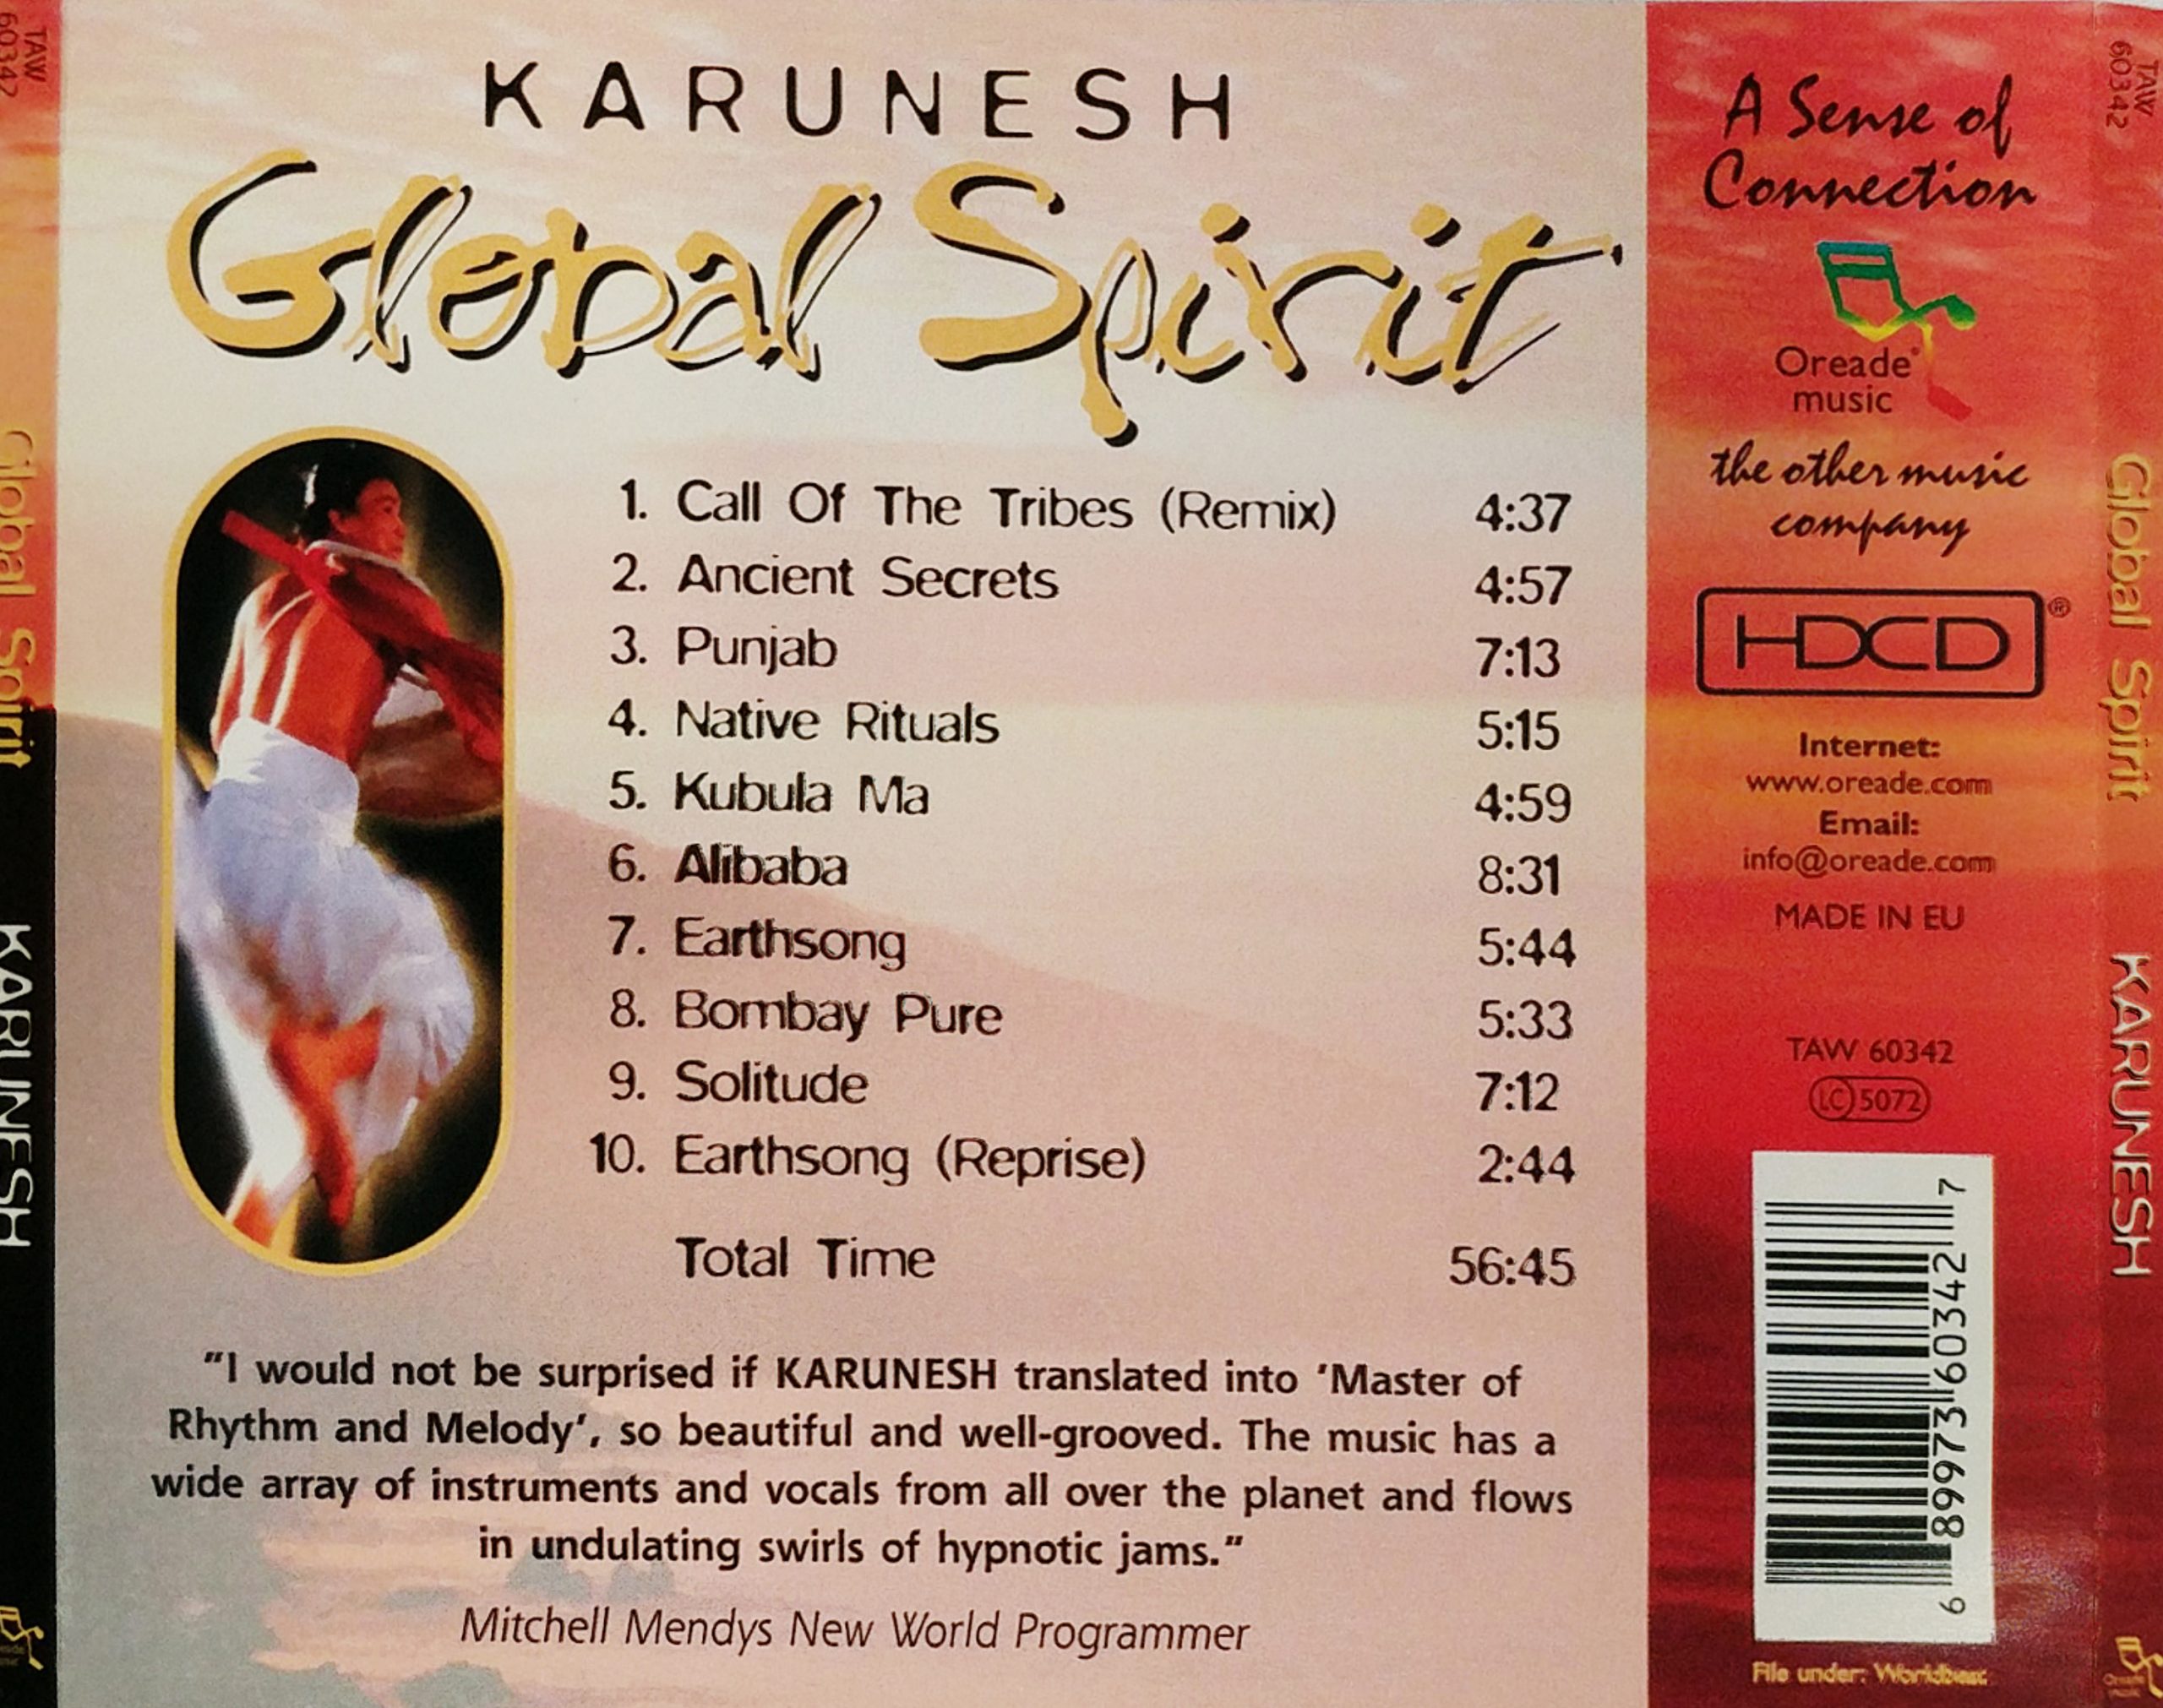 TAW
60342
Global Spirit
KARUNESH
KARUNESH
Global Spirit
1. Call Of The Tribes (Remix) 4:37
2. Ancient Secrets 4:57
3. Punjab 7:13
4. Native Rituals 5:15
5. Kubula Ma 4:59
6. Alibaba 8:31
7. Earthsong 5:44
8. Bombay Pure 5:33
9. Solitude 7:12
10. Earthsong (Reprise) 2:44
Total Time 56:45
"I would not be surprised if KARUNESH translated into 'Master of
Rhythm and Melody', so beautiful and well-grooved. The music has a
wide array of instruments and vocals from all over the planet and flows
in undulating swirls of hypnotic jams."
Mitchell Mendys New World Programmer
A Sense of
Connection
Oreade®
music
the other music
company
HDCD®
Internet:
www.oreade.com
Email:
info@oreade.com
MADE IN EU
TAW 60342
LC 5072
6 89973 60342 7
File under: Worldbeat
TAW
60342
Global Spirit
KARUNESH